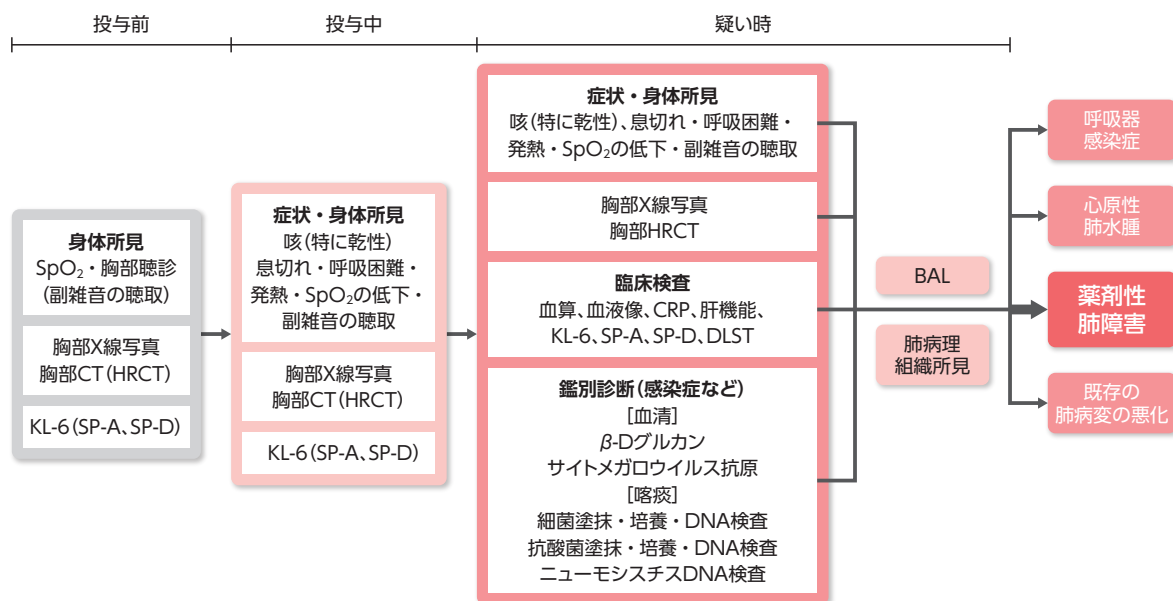 投与前
投与中
疑い時
身体所見
SpO₂・胸部聴診
(副雑音の聴取)
胸部X線写真
胸部CT(HRCT)
KL-6(SP-A、SP-D)
症状・身体所見
咳(特に乾性)
息切れ・呼吸困難・
発熱・SpO₂の低下・
副雑音の聴取
胸部X線写真
胸部CT(HRCT)
KL-6(SP-A、SP-D)
症状・身体所見
咳(特に乾性)、息切れ・呼吸困難・
発熱・SpO₂の低下・副雑音の聴取
胸部X線写真
胸部HRCT
臨床検査
血算、血液像、CRP、肝機能、
KL-6、SP-A、SP-D、DLST
鑑別診断(感染症など)
[血清]
β-Dグルカン
サイトメガロウイルス抗原
[喀痰]
細菌塗抹・培養・DNA検査
抗酸菌塗抹・培養・DNA検査
ニューモシスチスDNA検査
BAL
肺病理
組織所見
呼吸器
感染症
心原性
肺水腫
薬剤性
肺障害
既存の
肺病変の悪化